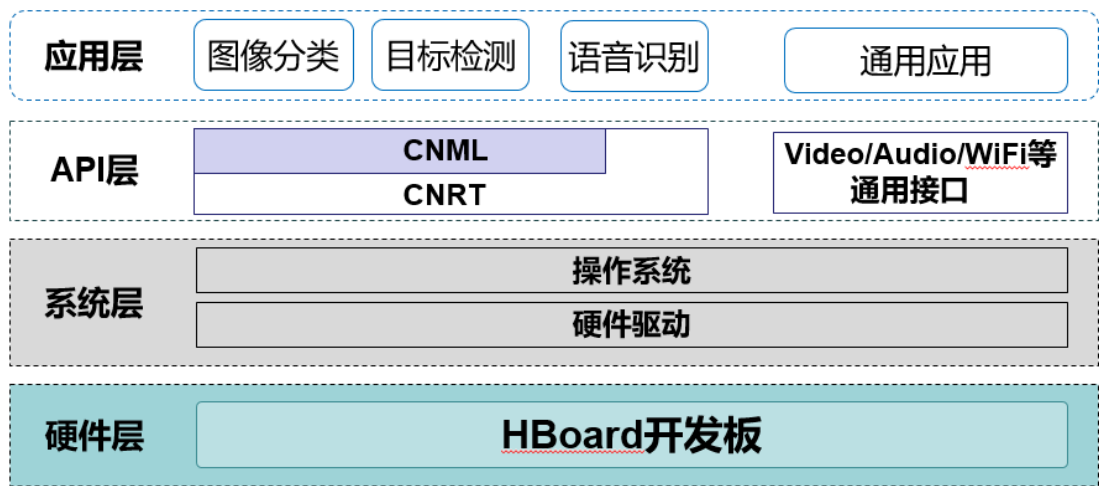 应用层
图像分类
目标检测
语音识别
通用应用
API层
CNML
CNRT
Video/Audio/WiFi等
通用接口
系统层
操作系统
硬件驱动
硬件层
HBoard开发板